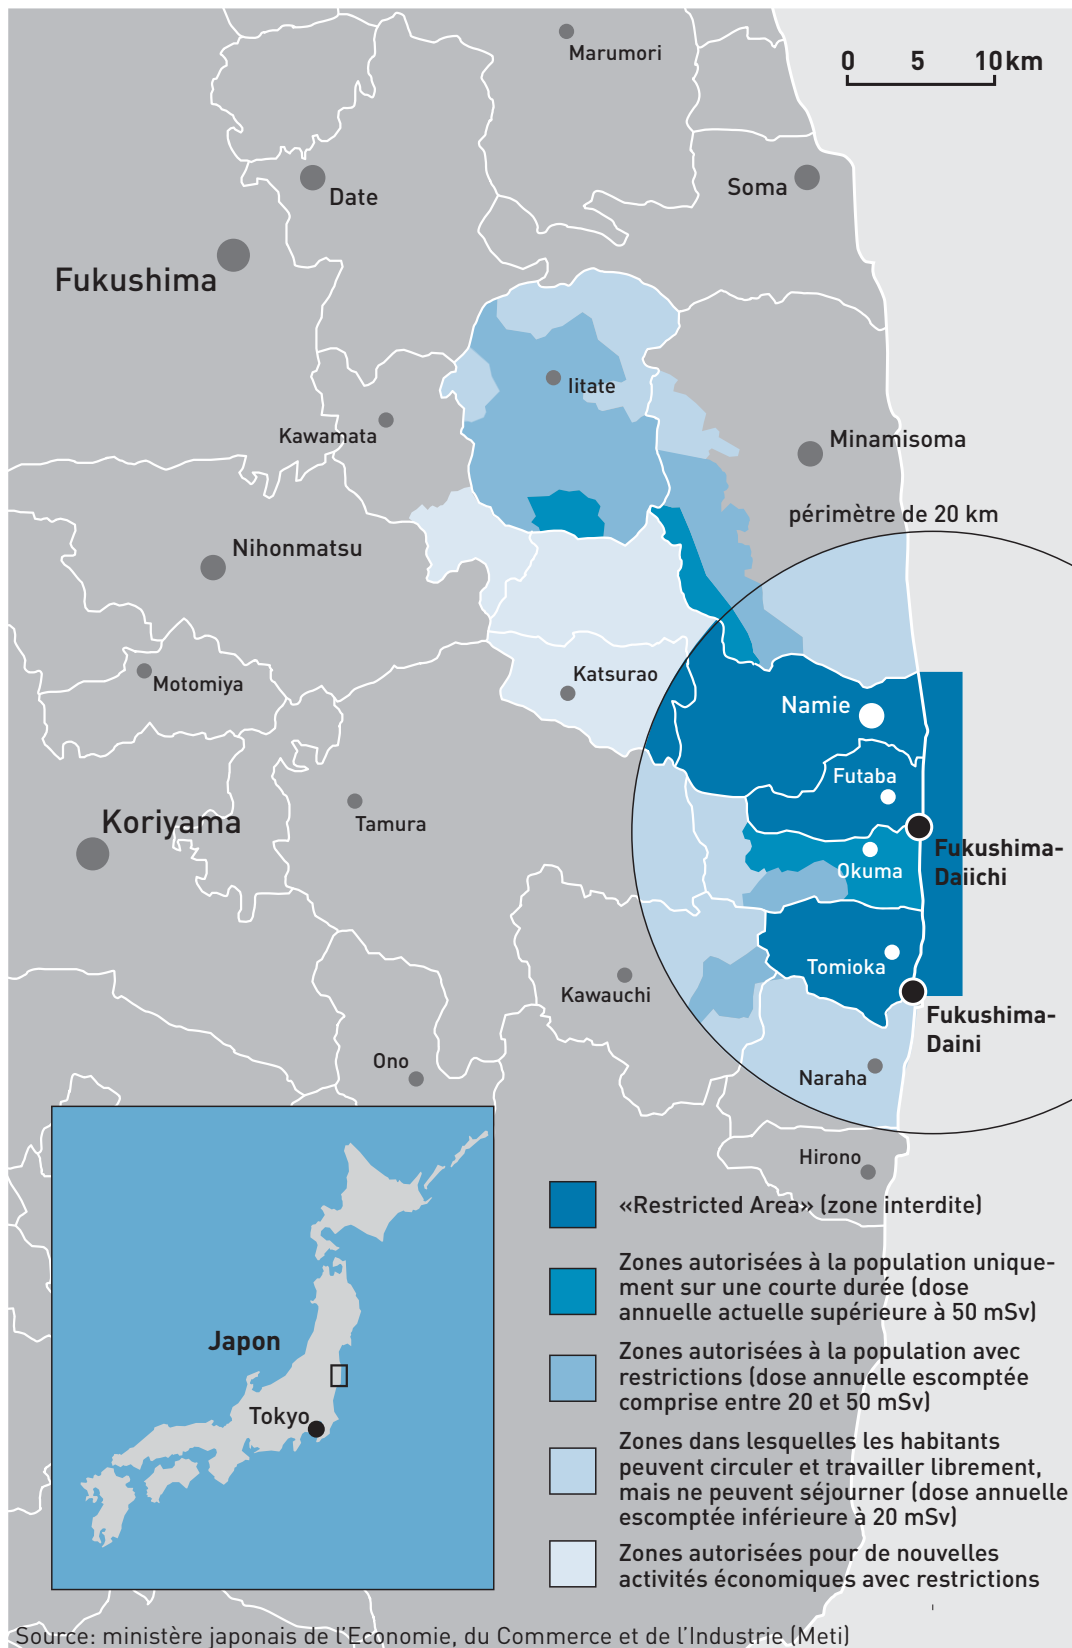 Marumori
0 5 10 km
Date
Soma
Fukushima
Iitate
Kawamata
Minamisoma
périmètre de 20 km
Nihonmatsu
Motomiya
Katsurao
Namie
Futaba
Koriyama
Tamura
Fukushima-
Daiichi
Okuma
Tomioka
Kawauchi
Fukushima-
Daini
Ono
Naraha
Hirono
Japon
Tokyo
«Restricted Area» (zone interdite)
Zones autorisées à la population unique-
ment sur une courte durée (dose
annuelle actuelle supérieure à 50 mSv)
Zones autorisées à la population avec
restrictions (dose annuelle escomptée
comprise entre 20 et 50 mSv)
Zones dans lesquelles les habitants
peuvent circuler et travailler librement,
mais ne peuvent séjourner (dose annuelle
escomptée inférieure à 20 mSv)
Zones autorisées pour de nouvelles
activités économiques avec restrictions
Source: ministère japonais de l'Economie, du Commerce et de l'Industrie (Meti)